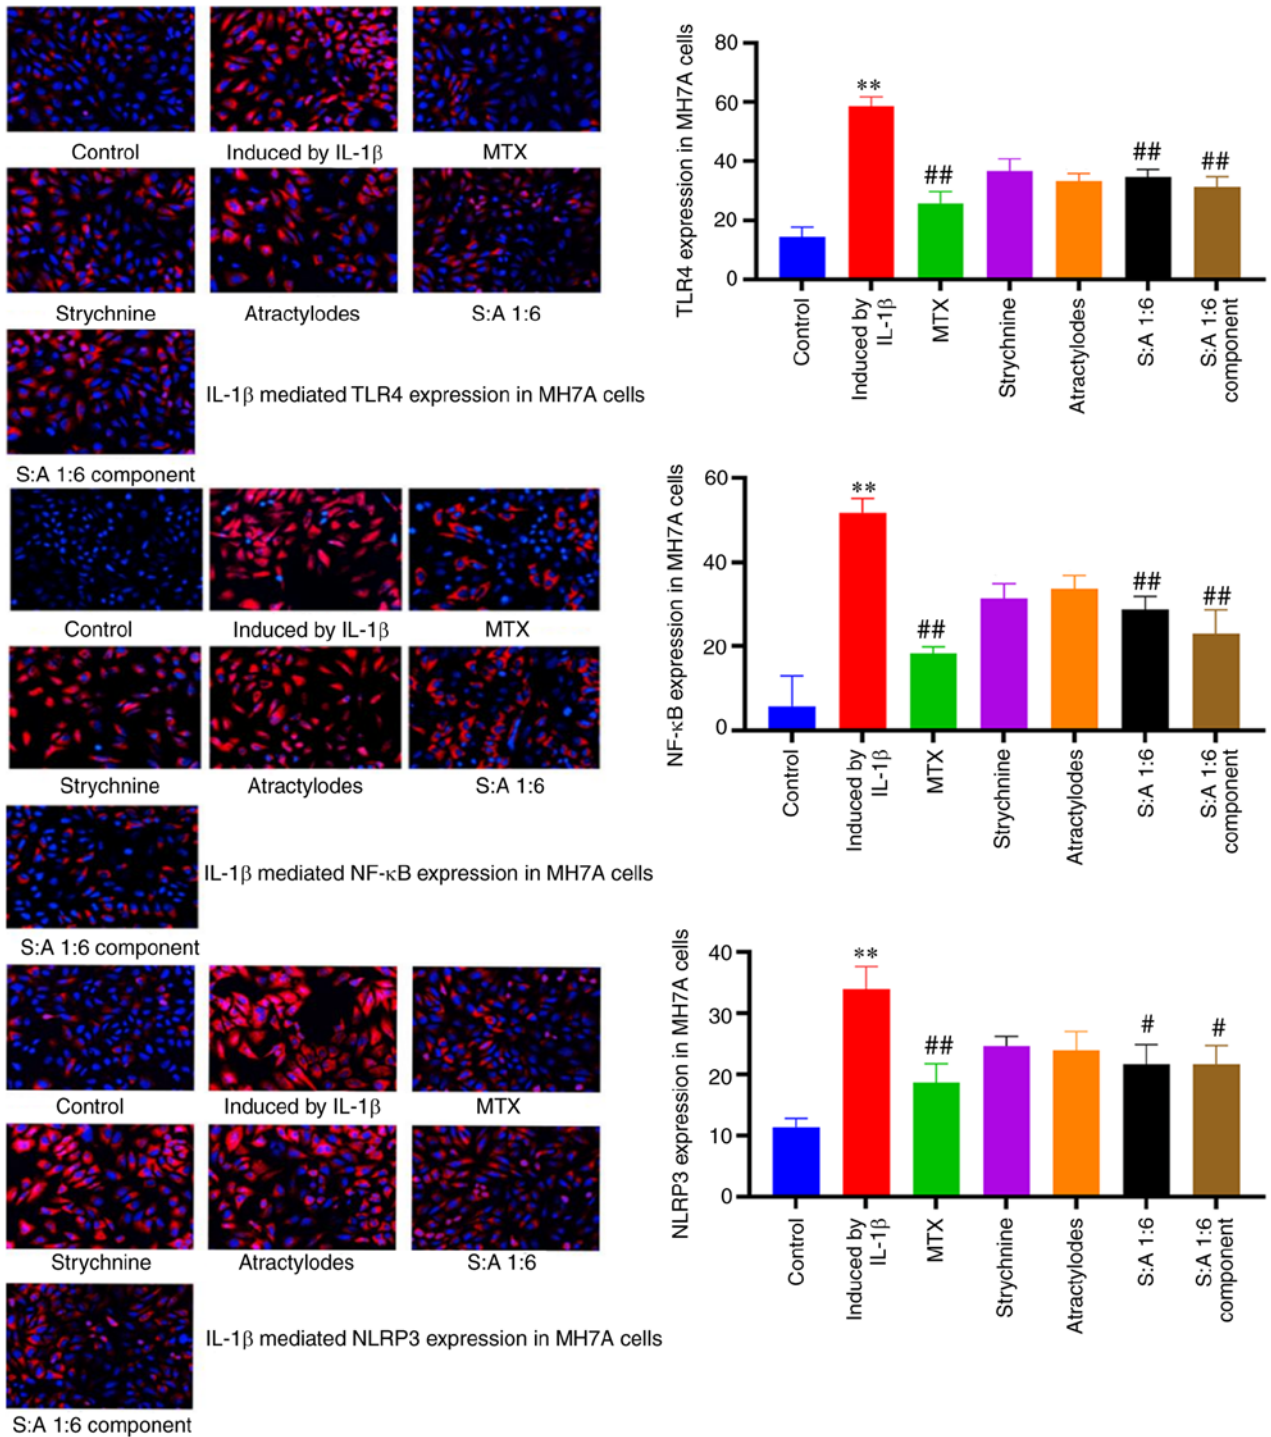 Control
Induced by IL-1β
MTX
Strychnine
Atractylodes
S:A 1:6
IL-1β mediated TLR4 expression in MH7A cells
S:A 1:6 component
TLR4 expression in MH7A cells
80
60
40
20
0
**
##
##
##
Control
Induced by
IL-1β
MTX
Strychnine
Atractylodes
S:A 1:6
S:A 1:6
component
Control
Induced by IL-1β
MTX
Strychnine
Atractylodes
S:A 1:6
IL-1β mediated NF-κB expression in MH7A cells
S:A 1:6 component
NF-κB expression in MH7A cells
60
40
20
0
**
##
##
##
Control
Induced by
IL-1β
MTX
Strychnine
Atractylodes
S:A 1:6
S:A 1:6
component
Control
Induced by IL-1β
MTX
Strychnine
Atractylodes
S:A 1:6
IL-1β mediated NLRP3 expression in MH7A cells
S:A 1:6 component
NLRP3 expression in MH7A cells
40
30
20
10
0
**
##
#
#
Control
Induced by
IL-1β
MTX
Strychnine
Atractylodes
S:A 1:6
S:A 1:6
component